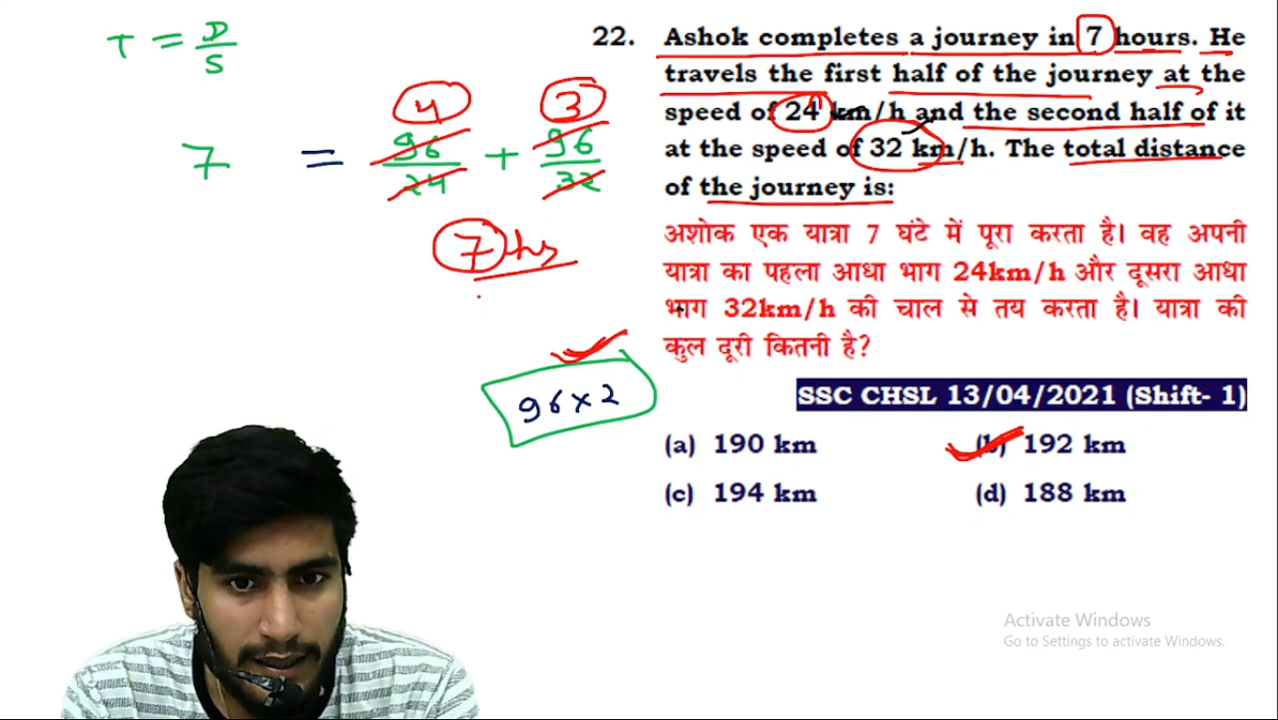 T = D/S
7 = 96/24 + 96/32
4
3
7 hrs
96×2
22. Ashok completes a journey in 7 hours. He
travels the first half of the journey at the
speed of 24 km/h and the second half of it
at the speed of 32 km/h. The total distance
of the journey is:
अशोक एक यात्रा 7 घंटे में पूरा करता है। वह अपनी
यात्रा का पहला आधा भाग 24km/h और दूसरा आधा
भाग 32km/h की चाल से तय करता है। यात्रा की
कुल दूरी कितनी है?
SSC CHSL 13/04/2021 (Shift- 1)
(a) 190 km (b) 192 km
(c) 194 km (d) 188 km
Activate Windows
Go to Settings to activate Windows.